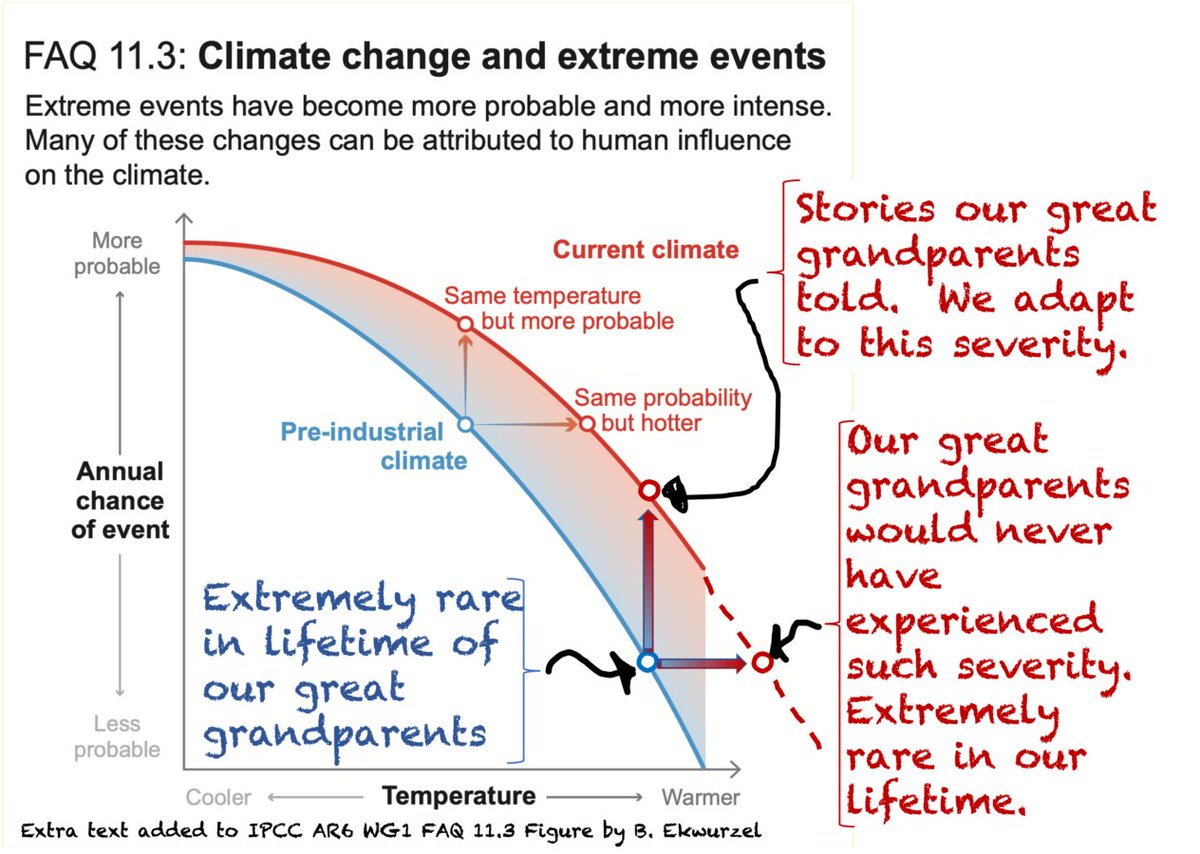 FAQ 11.3: Climate change and extreme events
Extreme events have become more probable and more intense.
Many of these changes can be attributed to human influence
on the climate.
More
probable
Current climate
Same temperature
but more probable
Same probability
but hotter
Pre-industrial
climate
Annual
chance
of event
Less
probable
Cooler
Temperature
Warmer
Stories our great
grandparents
told. We adapt
to this severity.
Our great
grandparents
would never
have
experienced
such severity.
Extremely
rare in our
lifetime.
Extremely rare
in lifetime of
our great
grandparents
Extra text added to IPCC AR6 WG1 FAQ 11.3 Figure by B. Ekwurzel